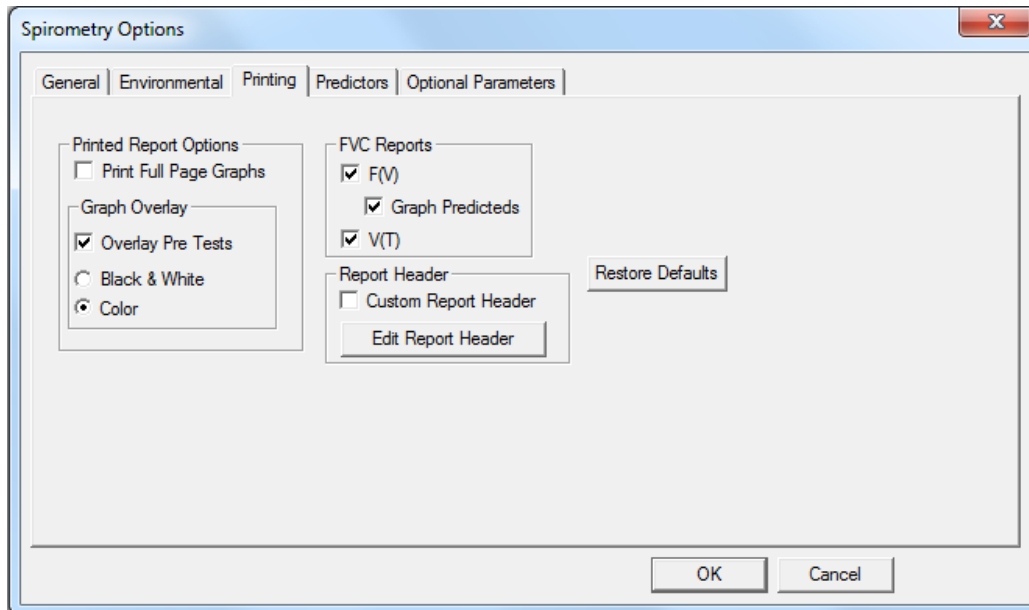 Spirometry Options
General
Environmental
Printing
Predictors
Optional Parameters
Printed Report Options
Print Full Page Graphs
Graph Overlay
Overlay Pre Tests
Black & White
Color
FVC Reports
F(V)
Graph Predicteds
V(T)
Report Header
Custom Report Header
Edit Report Header
Restore Defaults
OK
Cancel